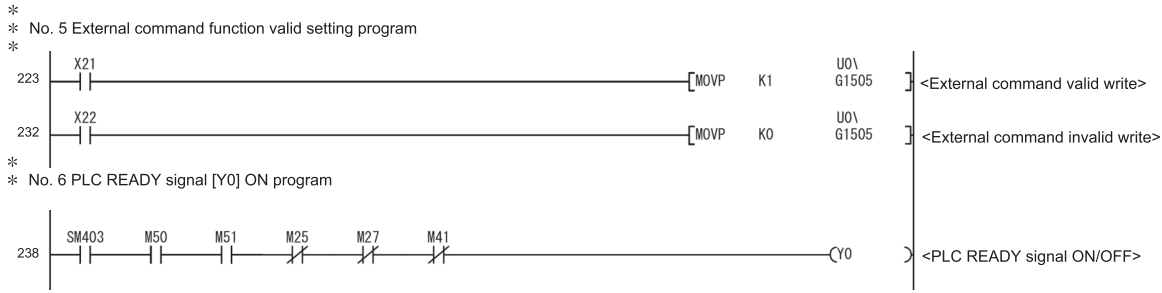 *
* No. 5 External command function valid setting program
*
X21
U0\
223 [MOVP K1 G1505 ] <External command valid write>
X22
U0\
232 [MOVP K0 G1505 ] <External command invalid write>
*
* No. 6 PLC READY signal [Y0] ON program
SM403 M50 M51 M25 M27 M41
238 (Y0 ) <PLC READY signal ON/OFF>